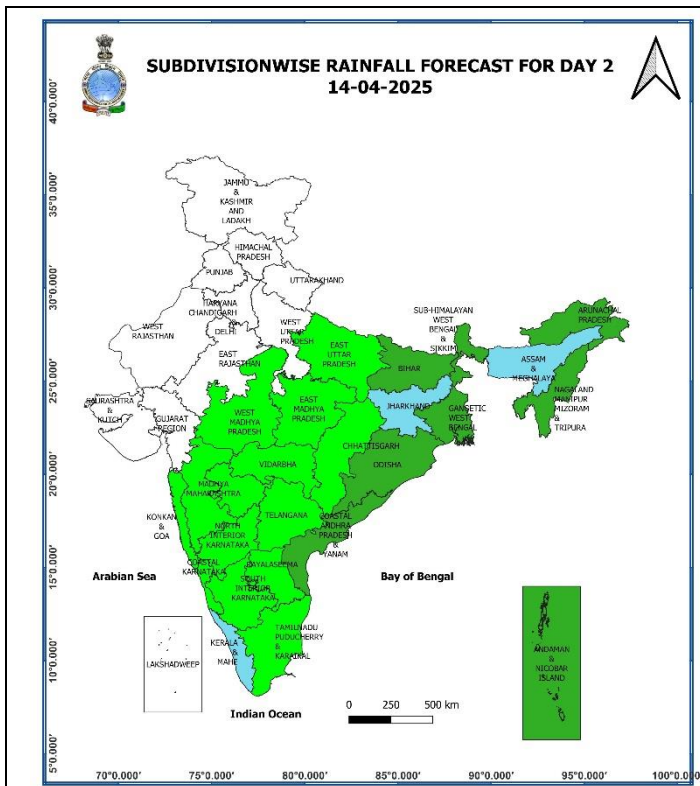 SUBDIVISIONWISE RAINFALL FORECAST FOR DAY 2
14-04-2025
40°0.000'
35°0.000'
30°0.000'
25°0.000'
20°0.000'
15°0.000'
10°0.000'
5°0.000'
JAMMU
&
KASHMIR
AND
LADAKH
HIMACHAL
PRADESH
PUNJAB
UTTARAKHAND
HARYANA
CHANDIGARH
&
DELHI
WEST
RAJASTHAN
EAST
RAJASTHAN
WEST
UTTAR
PRADESH
EAST
UTTAR
PRADESH
SUB-HIMALAYAN
WEST
BENGAL
&
SIKKIM
ARUNACHAL
PRADESH
ASSAM
&
MEGHALAYA
NAGALAND
MANIPUR
MIZORAM
&
TRIPURA
BIHAR
JHARKHAND
GANGETIC
WEST
BENGAL
SAURASHTRA
&
KUTCH
GUJARAT
REGION
WEST
MADHYA
PRADESH
EAST
MADHYA
PRADESH
CHHATTISGARH
ODISHA
VIDARBHA
MADHYA
MAHARASHTRA
KONKAN
&
GOA
NORTH
INTERIOR
KARNATAKA
TELANGANA
COASTAL
ANDHRA
PRADESH
&
YANAM
COASTAL
KARNATAKA
RAYALASEEMA
SOUTH
INTERIOR
KARNATAKA
Arabian Sea
Bay of Bengal
KERALA
&
MAHE
TAMILNADU
PUDUCHERRY
&
KARAIKAL
LAKSHADWEEP
ANDAMAN
&
NICOBAR
ISLAND
Indian Ocean
0 250 500 km
70°0.000' 75°0.000' 80°0.000' 85°0.000' 90°0.000' 95°0.000' 100°0.000'